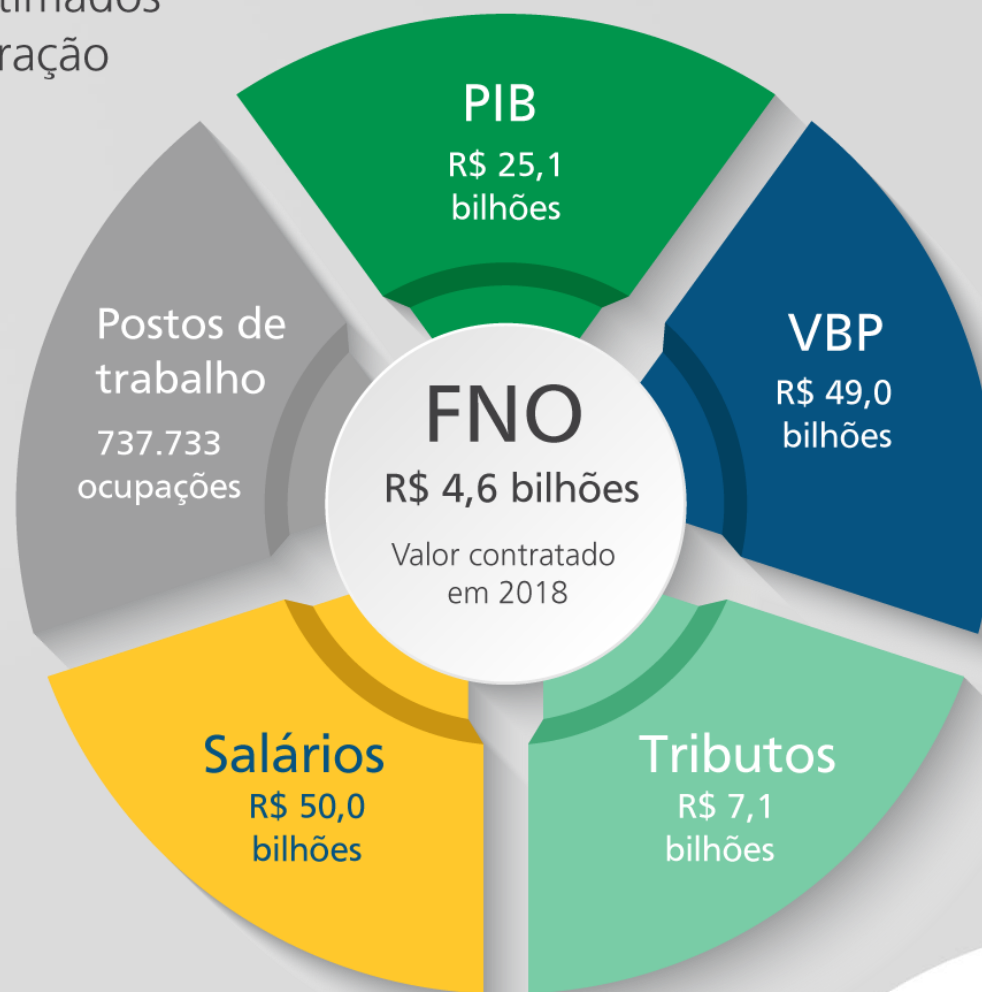 PIB
R$ 25,1
bilhões
VBP
R$ 49,0
bilhões
Postos de
trabalho
737.733
ocupações
FNO
R$ 4,6 bilhões
Valor contratado
em 2018
Salários
R$ 50,0
bilhões
Tributos
R$ 7,1
bilhões